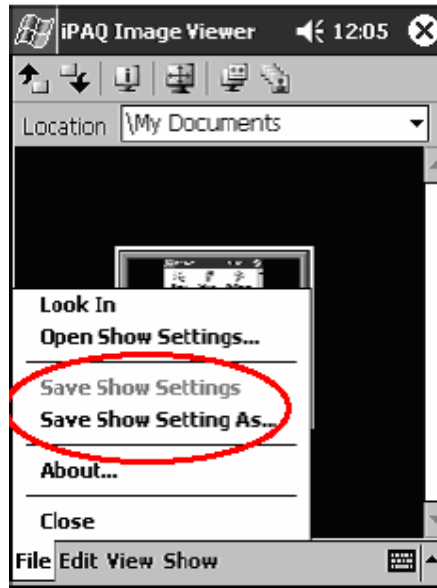 iPAQ Image Viewer 12:05
Location \My Documents
Look In
Open Show Settings...
Save Show Settings
Save Show Setting As...
About...
Close
File Edit View Show